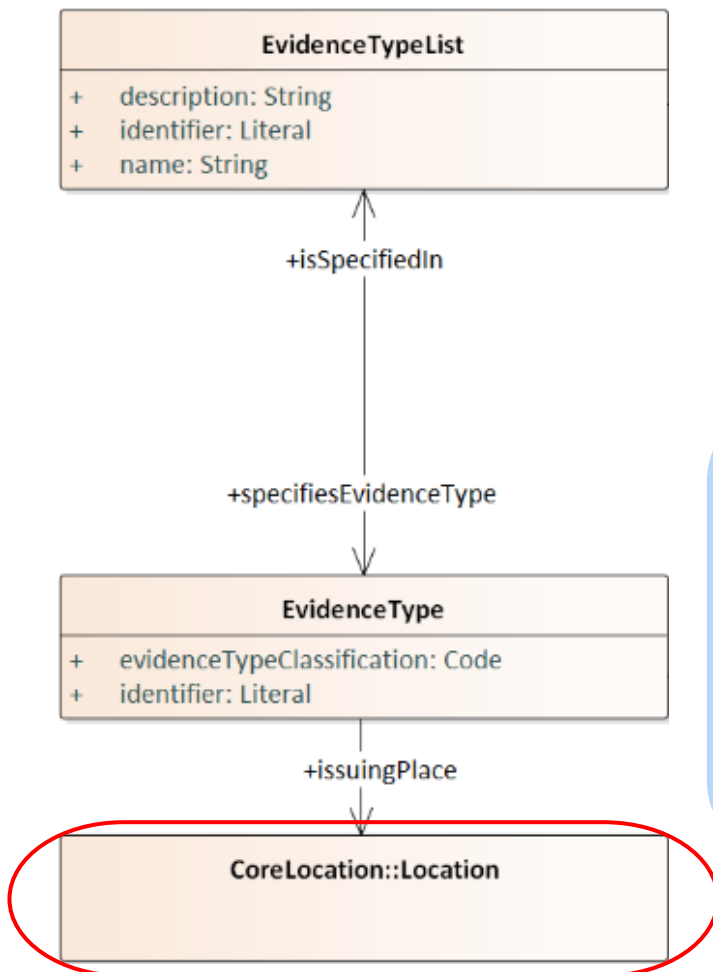 EvidenceTypeList
+ description: String
+ identifier: Literal
+ name: String
+isSpecifiedIn
+specifiesEvidenceType
EvidenceType
+ evidenceTypeClassification: Code
+ identifier: Literal
+issuingPlace
CoreLocation::Location